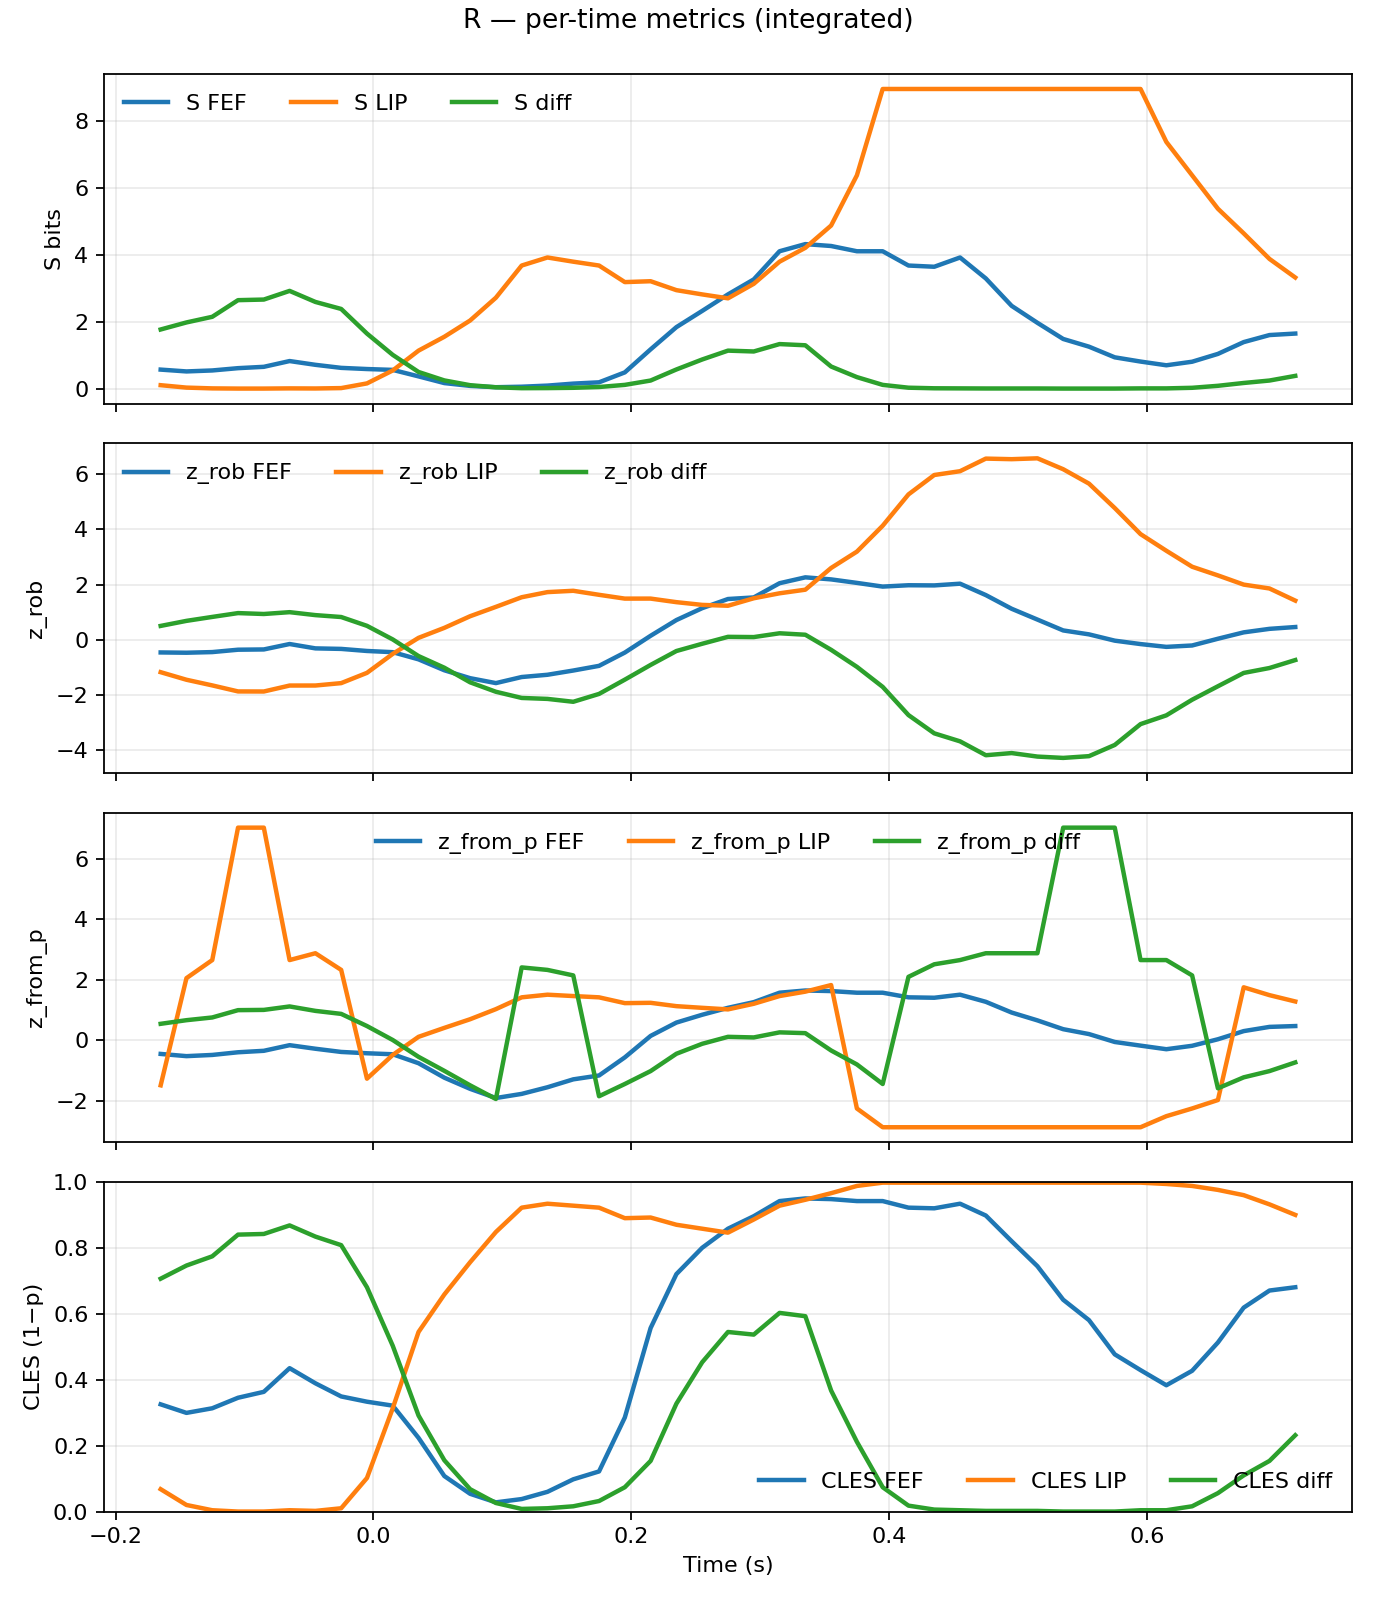 R — per-time metrics (integrated)
S FEF S LIP S diff
8
6
4
2
0
S bits
z_rob FEF z_rob LIP z_rob diff
6
4
2
0
−2
−4
z_rob
z_from_p FEF z_from_p LIP z_from_p diff
6
4
2
0
−2
z_from_p
1.0
0.8
0.6
0.4
0.2
0.0
CLES (1−p)
CLES FEF CLES LIP CLES diff
−0.2 0.0 0.2 0.4 0.6
Time (s)